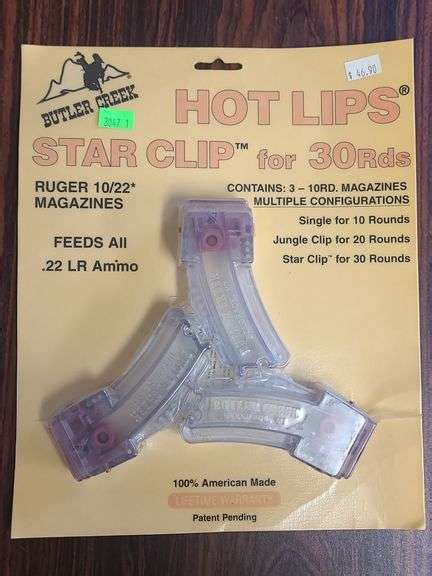 $ 46.90
BUTLER CREEK
HOT LIPS®
STAR CLIP™ for 30Rds
RUGER 10/22*
MAGAZINES
FEEDS All
.22 LR Ammo
CONTAINS: 3 – 10RD. MAGAZINES
MULTIPLE CONFIGURATIONS
Single for 10 Rounds
Jungle Clip for 20 Rounds
Star Clip™ for 30 Rounds
100% American Made
LIFETIME WARRANTY
Patent Pending